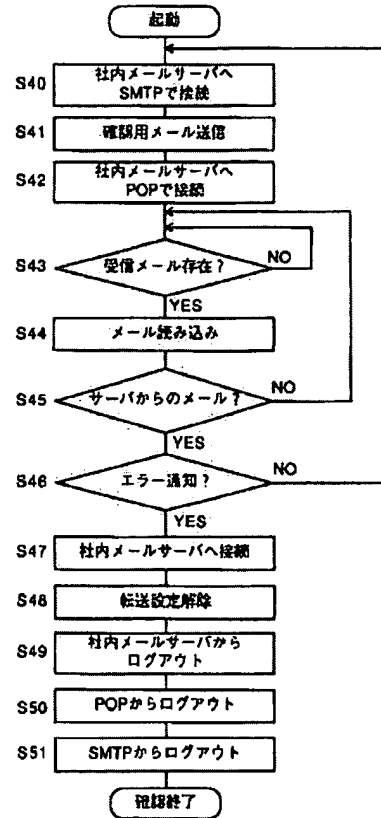 起動
S40
社内メールサーバへ
SMTPで接続
S41
確認用メール送信
S42
社内メールサーバへ
POPで接続
S43
受信メール存在?
NO
YES
S44
メール読み込み
S45
サーバからのメール?
NO
YES
S46
エラー通知?
NO
YES
S47
社内メールサーバへ接続
S48
転送設定解除
S49
社内メールサーバから
ログアウト
S50
POPからログアウト
S51
SMTPからログアウト
確認終了